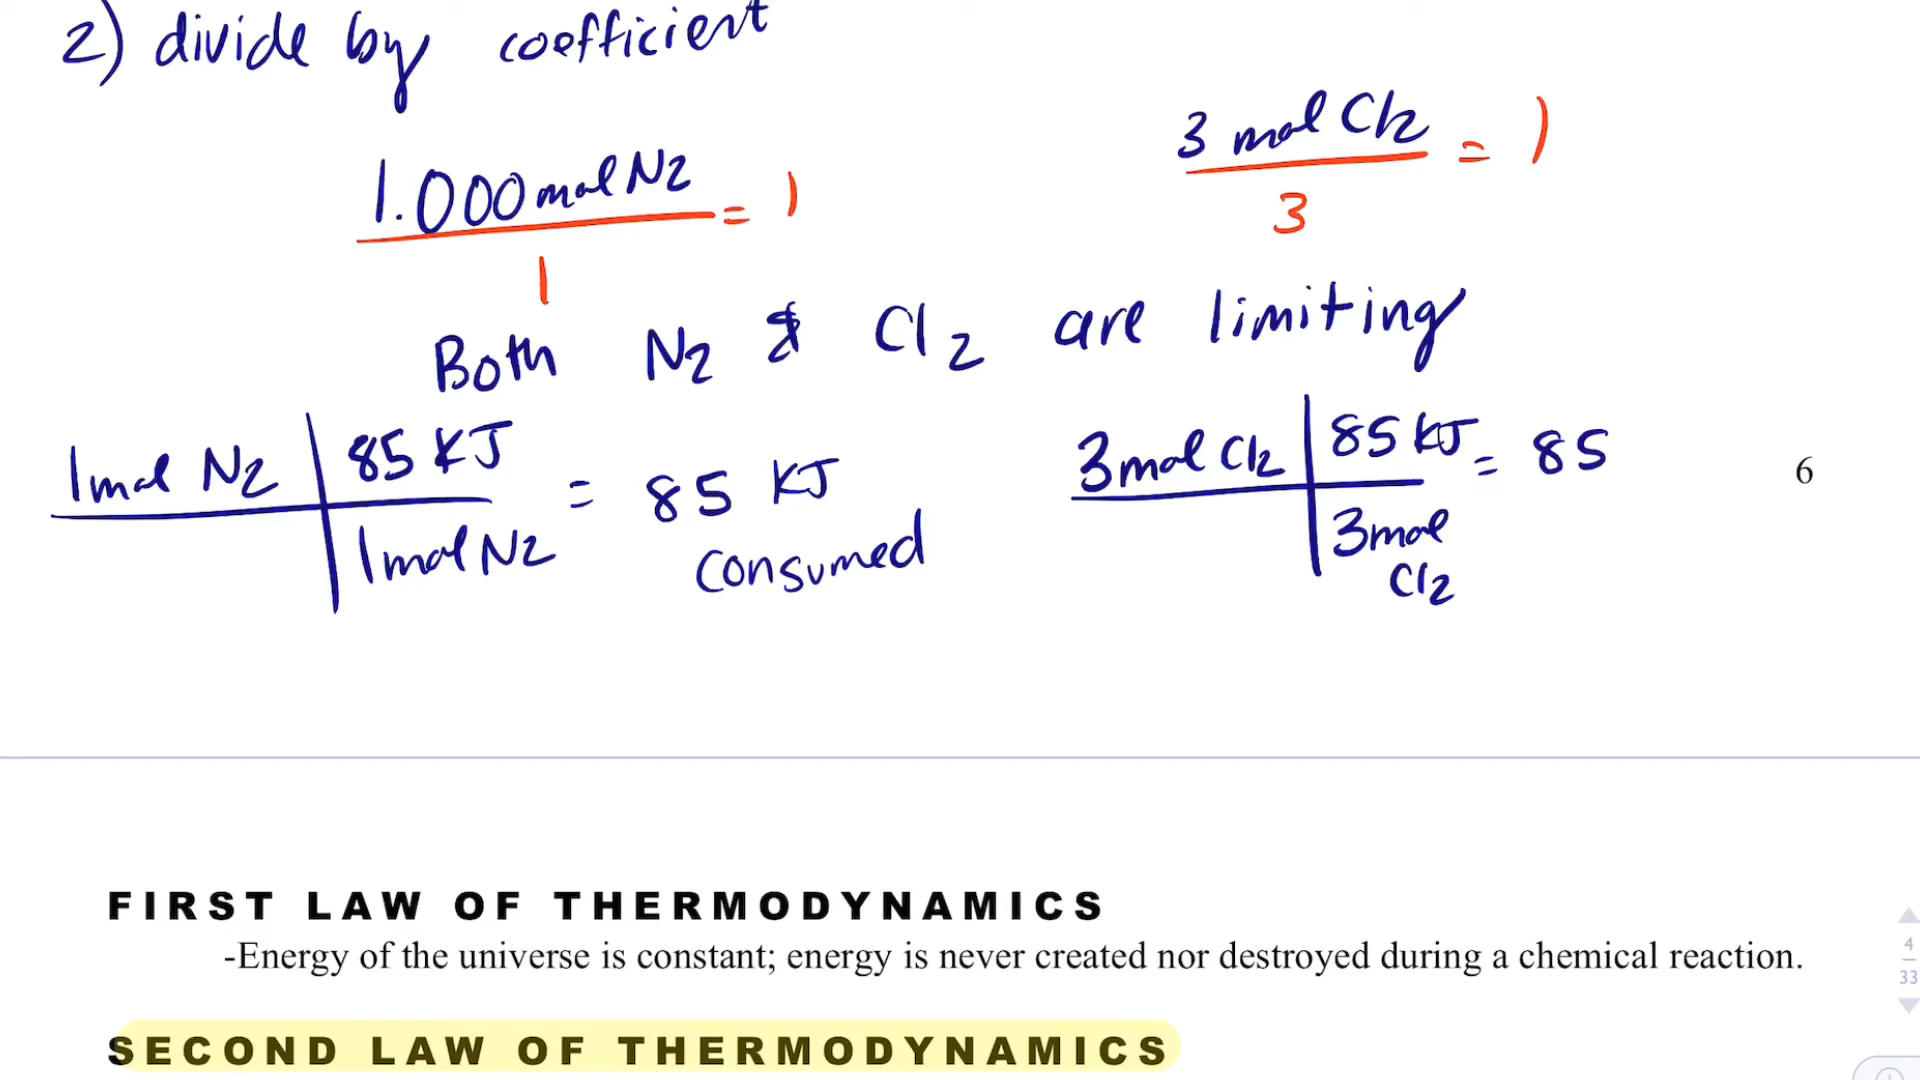 2) divide by coefficient
1.000 mol N2 = 1
1
3 mol Cl2 = 1
3
Both N2 & Cl2 are limiting
1 mol N2 | 85 KJ = 85 KJ consumed
1 mol N2
3 mol Cl2 | 85 KJ = 85
3 mol Cl2
6
FIRST LAW OF THERMODYNAMICS
-Energy of the universe is constant; energy is never created nor destroyed during a chemical reaction.
4
33
SECOND LAW OF THERMODYNAMICS